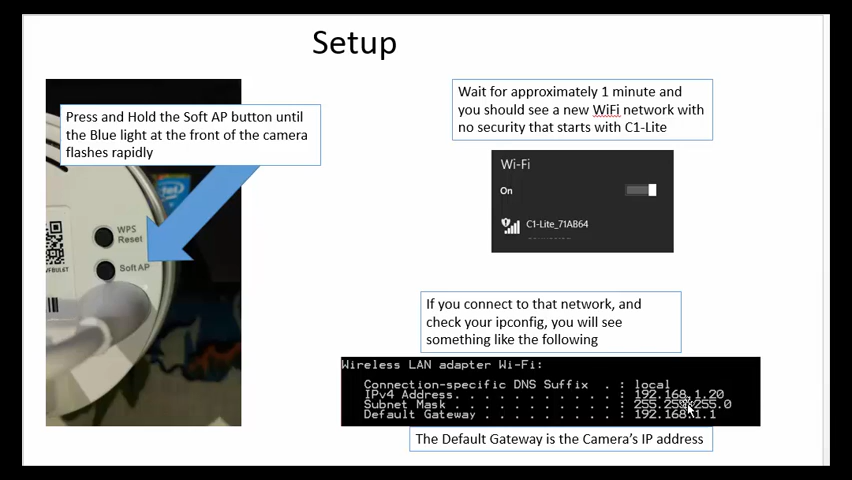 Setup
Press and Hold the Soft AP button until
the Blue light at the front of the camera
flashes rapidly
WPS
Reset
Soft AP
Wait for approximately 1 minute and
you should see a new WiFi network with
no security that starts with C1-Lite
Wi-Fi
On
C1-Lite_71AB64
If you connect to that network, and
check your ipconfig, you will see
something like the following
Wireless LAN adapter Wi-Fi:
Connection-specific DNS Suffix . : local
IPv4 Address. . . . . . . . . . . : 192.168.1.20
Subnet Mask . . . . . . . . . . . : 255.255.255.0
Default Gateway . . . . . . . . . : 192.168.1.1
The Default Gateway is the Camera's IP address